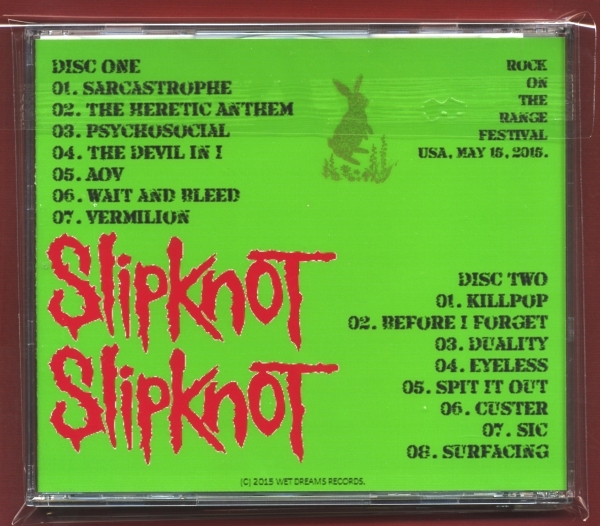 DISC ONE
01. SARCASTROPHE
02. THE HERETIC ANTHEM
03. PSYCHOSOCIAL
04. THE DEVIL IN I
05. AOV
06. WAIT AND BLEED
07. VERMILION
ROCK
ON
THE
RANGE
FESTIVAL
USA, MAY 15, 2015.
SLIPKNOT
SLIPKNOT
DISC TWO
01. KILLPOP
02. BEFORE I FORGET
03. DUALITY
04. EYELESS
05. SPIT IT OUT
06. CUSTER
07. SIC
08. SURFACING
(C) 2015 WET DREAMS RECORDS.